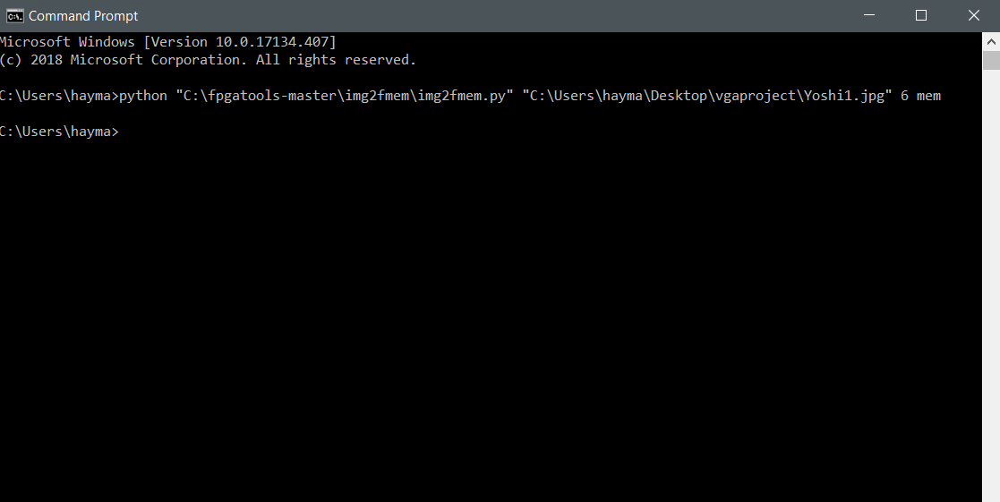 Command Prompt
Microsoft Windows [Version 10.0.17134.407]
(c) 2018 Microsoft Corporation. All rights reserved.
C:\Users\hayma>python "C:\fpgatools-master\img2fmem\img2fmem.py" "C:\Users\hayma\Desktop\vgaproject\Yoshi1.jpg" 6 mem
C:\Users\hayma>